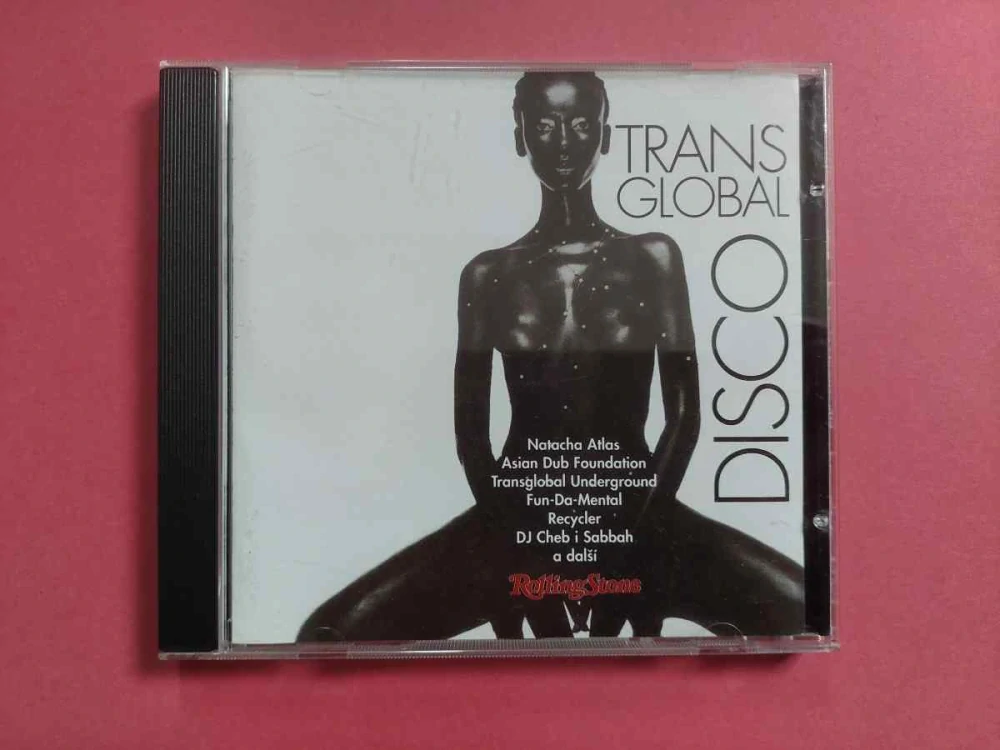 TRANS
GLOBAL
DISCO
Natacha Atlas
Asian Dub Foundation
Transglobal Underground
Fun-Da-Mental
Recycler
DJ Cheb i Sabbah
a další
Rolling Stone